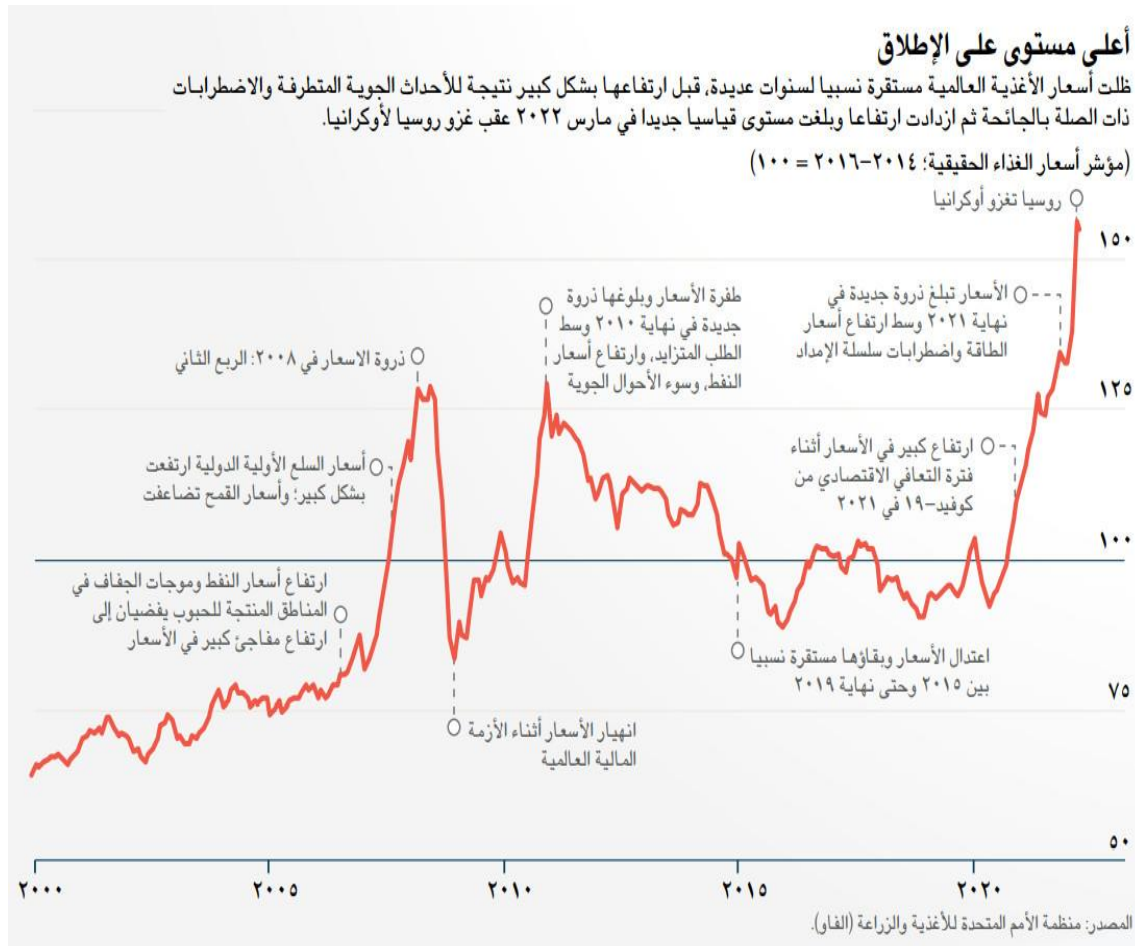 أعلى مستوى على الإطلاق
ظلت أسعار الأغذية العالمية مستقرة نسبيا لسنوات عديدة، قبل ارتفاعها بشكل كبير نتيجة للأحداث الجوية المتطرفة والاضطرابات
ذات الصلة بالجائحة ثم ازدادت ارتفاعا وبلغت مستوى قياسيا جديدا في مارس ٢٠٢٢ عقب غزو روسيا لأوكرانيا.
(مؤشر أسعار الغذاء الحقيقية؛ ٢٠١٤–٢٠١٦ = ١٠٠)
روسيا تغزو أوكرانيا
١٥٠
الأسعار تبلغ ذروة جديدة في
نهاية ٢٠٢١ وسط ارتفاع أسعار
الطاقة واضطرابات سلسلة الإمداد
طفرة الأسعار وبلوغها ذروة
جديدة في نهاية ٢٠١٠ وسط
الطلب المتزايد، وارتفاع أسعار
النفط، وسوء الأحوال الجوية
ذروة الاسعار في ٢٠٠٨: الربع الثاني
١٢٥
ارتفاع كبير في الأسعار أثناء
فترة التعافي الاقتصادي من
كوفيد–١٩ في ٢٠٢١
أسعار السلع الأولية الدولية ارتفعت
بشكل كبير؛ وأسعار القمح تضاعفت
١٠٠
ارتفاع أسعار النفط وموجات الجفاف في
المناطق المنتجة للحبوب يفضيان إلى
ارتفاع مفاجئ كبير في الأسعار
اعتدال الأسعار وبقاؤها مستقرة نسبيا
بين ٢٠١٥ وحتى نهاية ٢٠١٩
٧٥
انهيار الأسعار أثناء الأزمة
المالية العالمية
٥٠
٢٠٠٠ ٢٠٠٥ ٢٠١٠ ٢٠١٥ ٢٠٢٠
المصدر: منظمة الأمم المتحدة للأغذية والزراعة (الفاو).